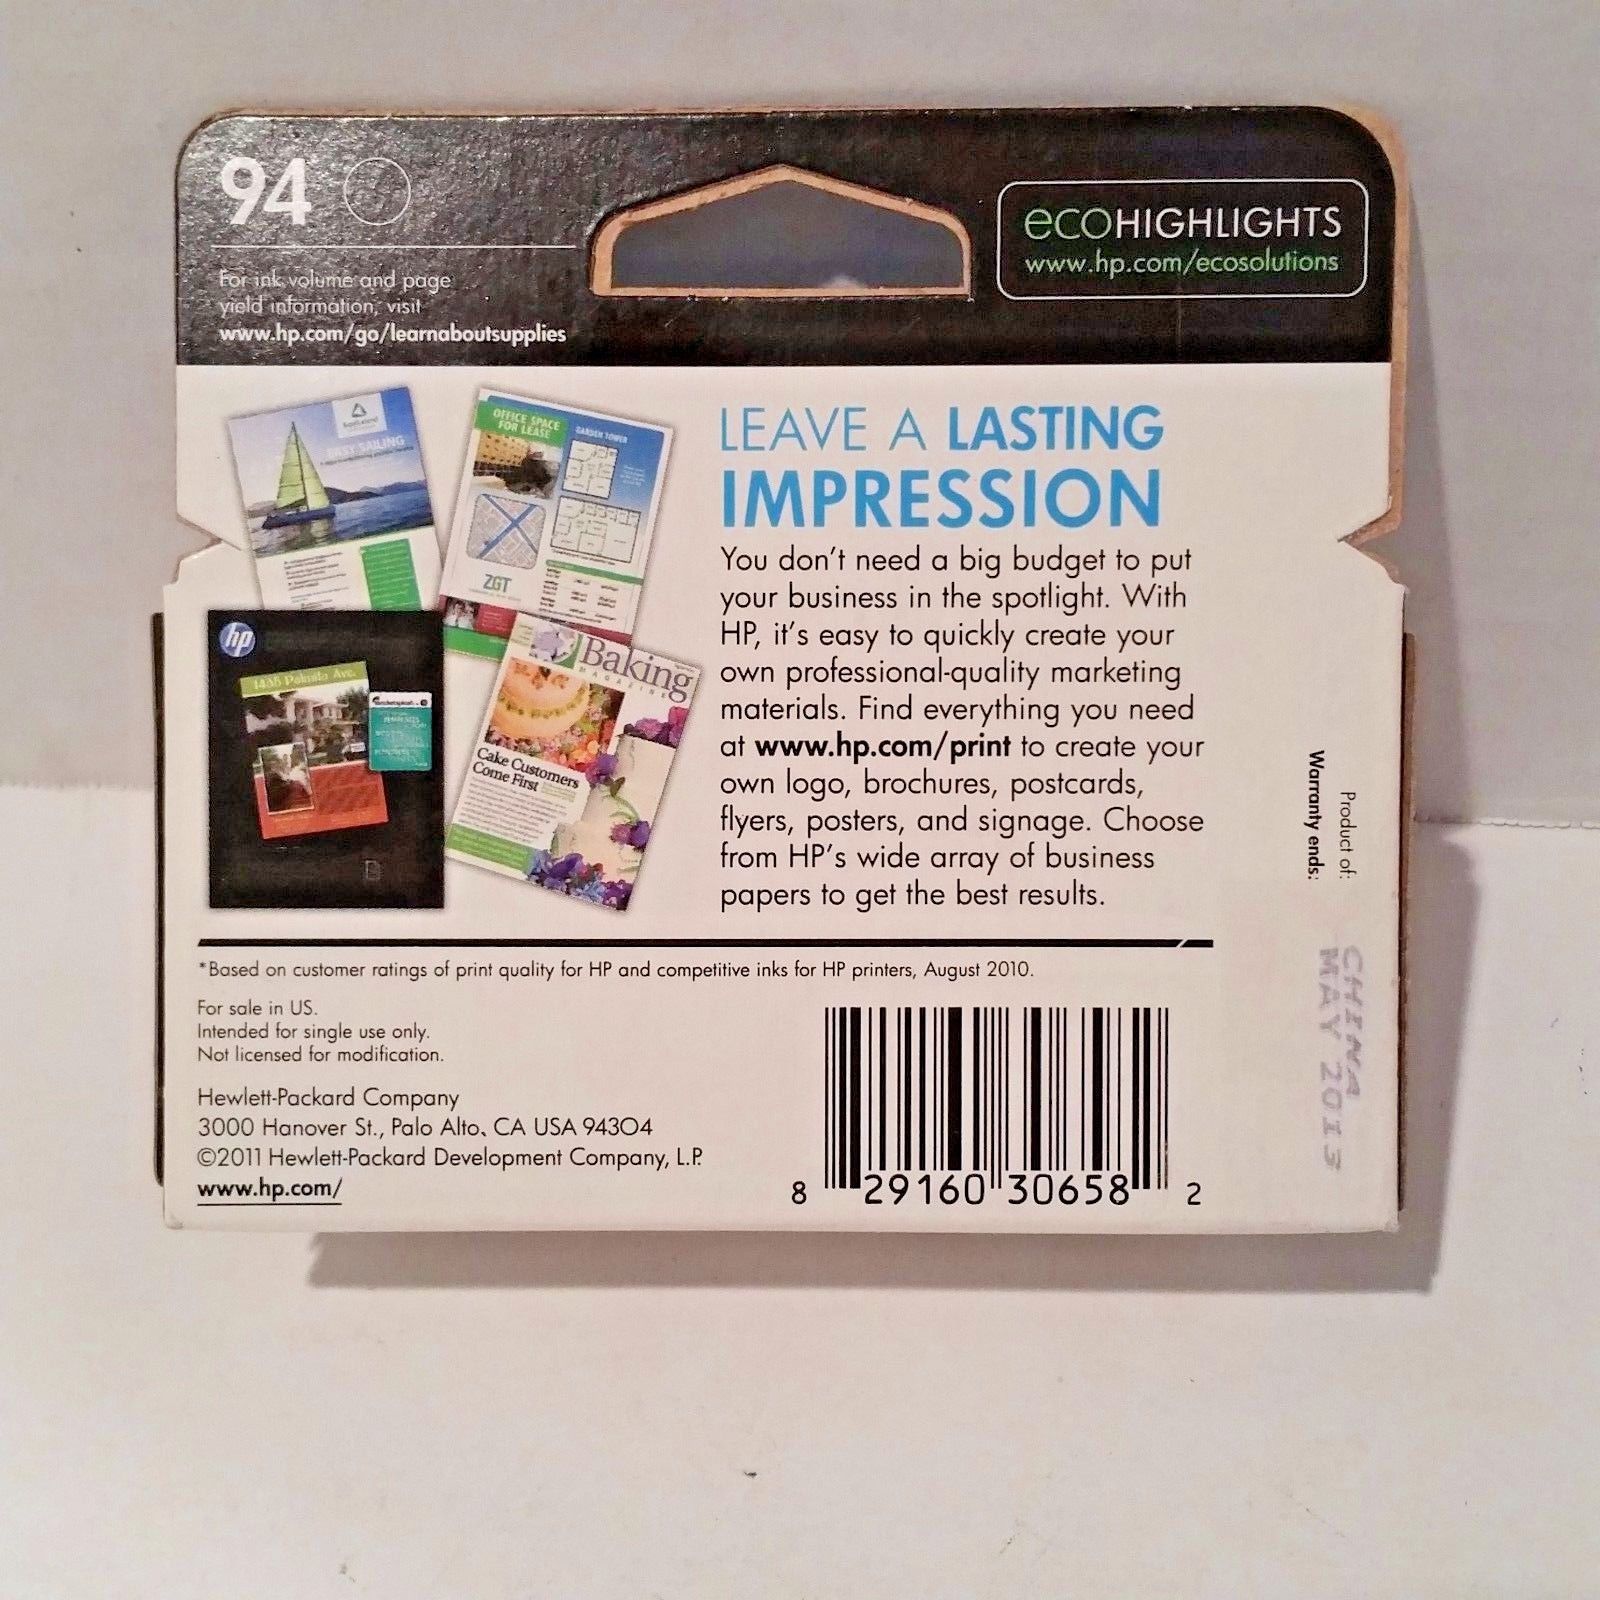 94
ecoHIGHLIGHTS
www.hp.com/ecosolutions
For ink volume and page
yield information, visit
www.hp.com/go/learnaboutsupplies
EASY SAILING
OFFICE SPACE
FOR LEASE
GARDEN TOWER
ZGT
hp
1435 Palmito Ave.
Baking
MAGAZINE
Cake Customers
Come First
LEAVE A LASTING
IMPRESSION
You don't need a big budget to put
your business in the spotlight. With
HP, it's easy to quickly create your
own professional-quality marketing
materials. Find everything you need
at www.hp.com/print to create your
own logo, brochures, postcards,
flyers, posters, and signage. Choose
from HP's wide array of business
papers to get the best results.
Product of:
Warranty ends:
CHINA
MAY 2013
*Based on customer ratings of print quality for HP and competitive inks for HP printers, August 2010.
For sale in US.
Intended for single use only.
Not licensed for modification.
Hewlett-Packard Company
3000 Hanover St., Palo Alto, CA USA 94304
©2011 Hewlett-Packard Development Company, L.P.
www.hp.com/
8 29160 30658 2